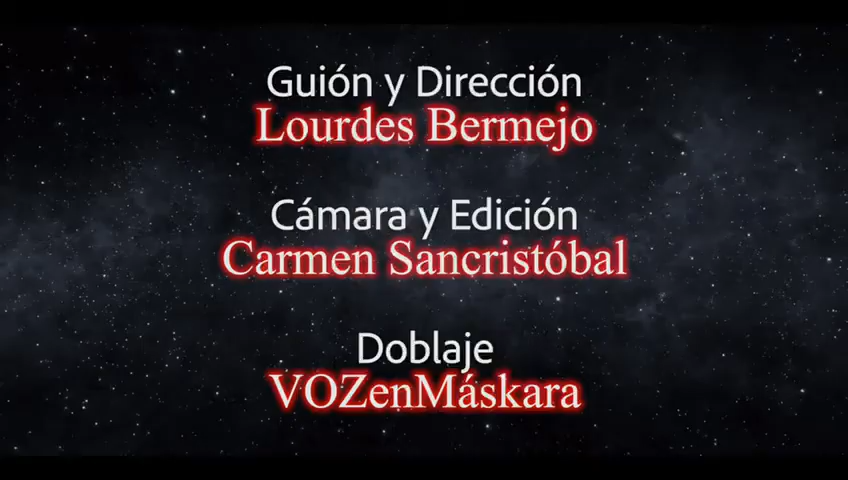 Guión y Dirección
Lourdes Bermejo
Cámara y Edición
Carmen Sancristóbal
Doblaje
VOZenMáskara